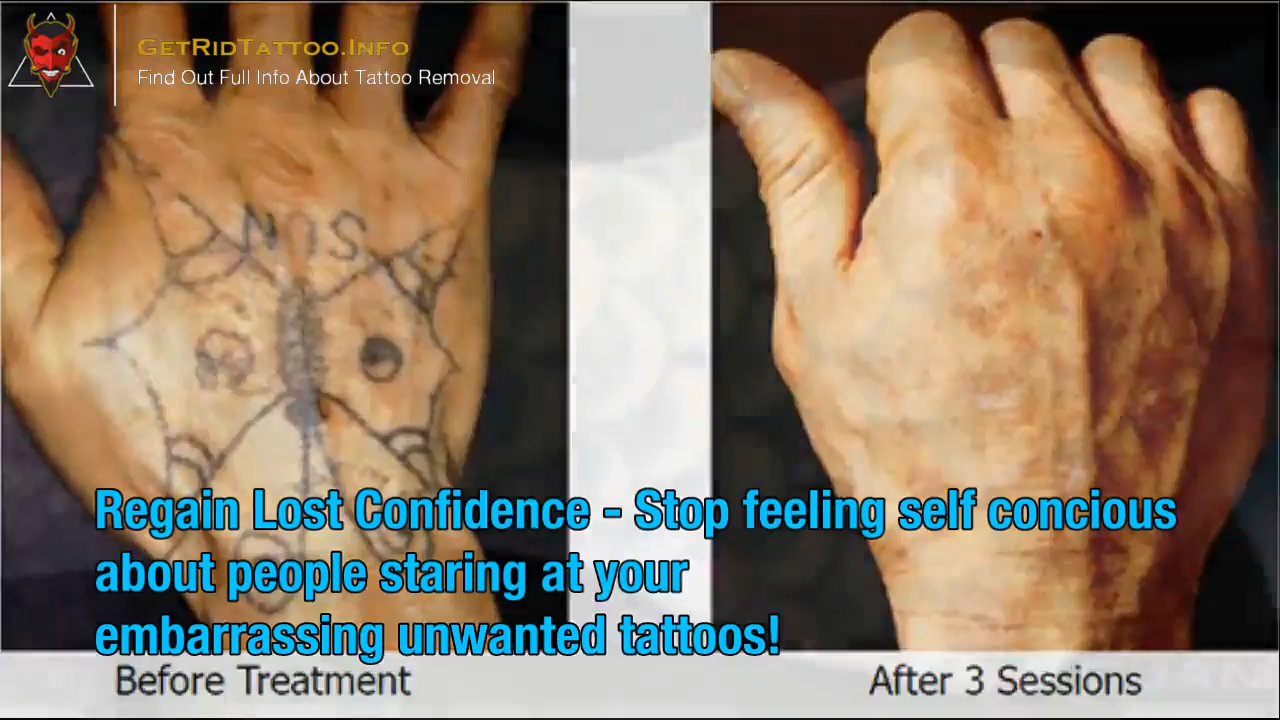 GetRidTattoo.Info
Find Out Full Info About Tattoo Removal
Regain Lost Confidence - Stop feeling self concious
about people staring at your
embarrassing unwanted tattoos!
Before Treatment
After 3 Sessions